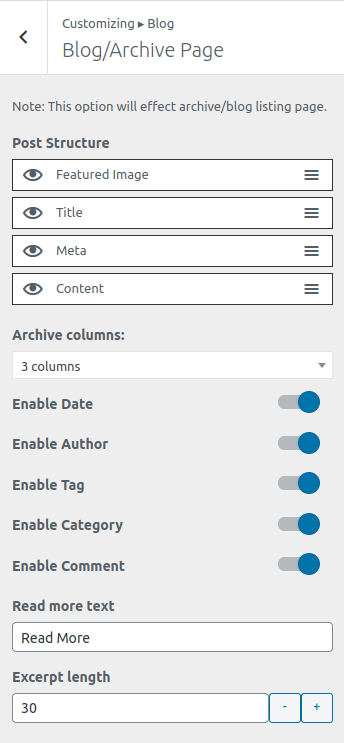 Customizing ▸ Blog
Blog/Archive Page
Note: This option will effect archive/blog listing page.
Post Structure
Featured Image
Title
Meta
Content
Archive columns:
3 columns
Enable Date
Enable Author
Enable Tag
Enable Category
Enable Comment
Read more text
Read More
Excerpt length
30 - +